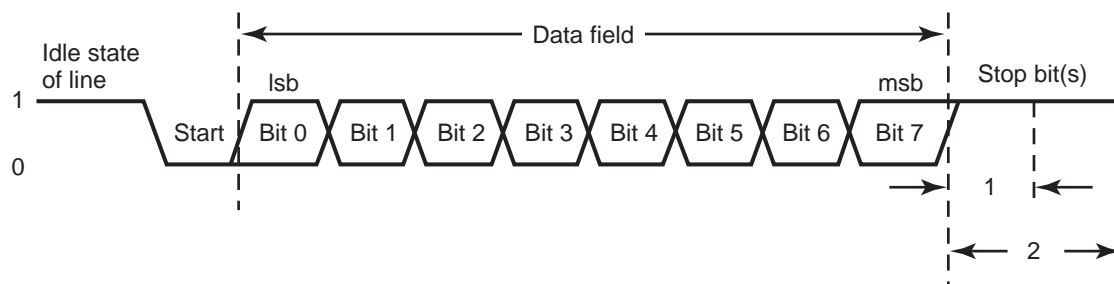 Data field
Idle state
of line
lsb
msb
Stop bit(s)
1
Start
Bit 0
Bit 1
Bit 2
Bit 3
Bit 4
Bit 5
Bit 6
Bit 7
0
1
2